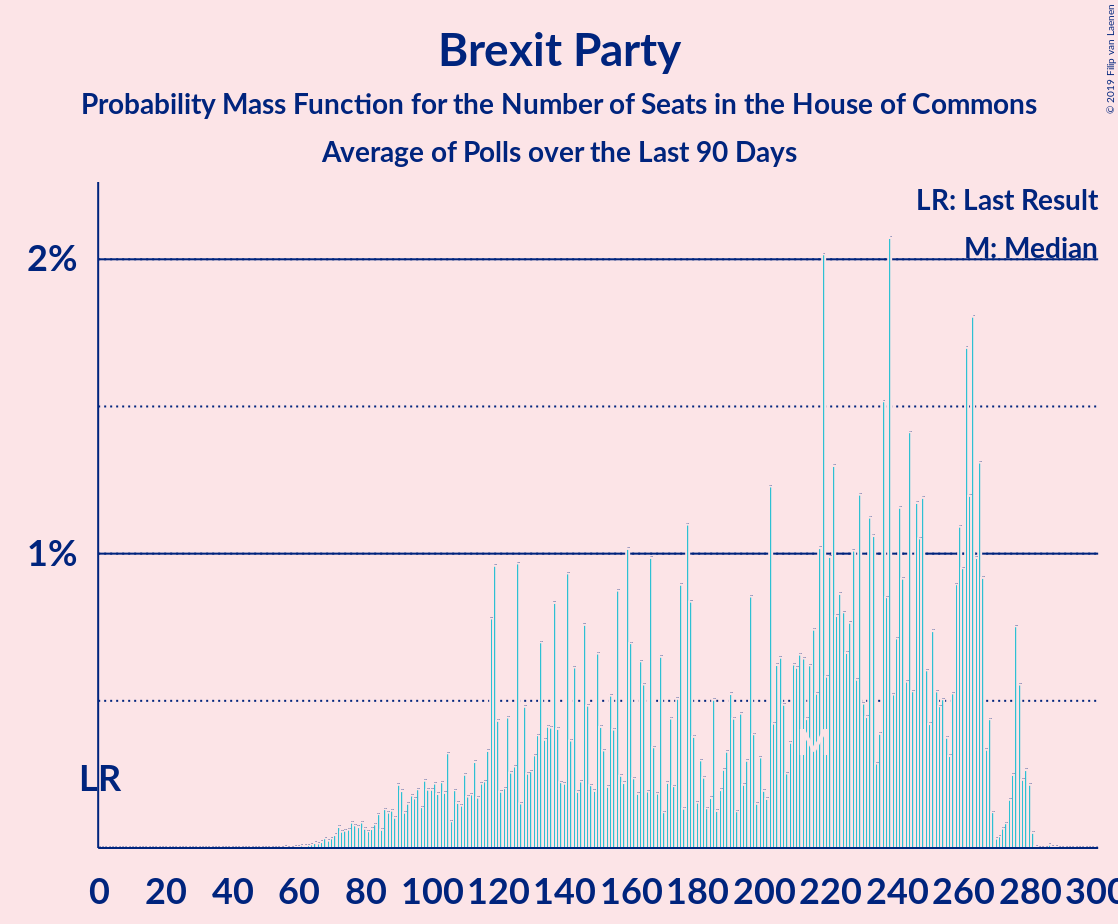 Brexit Party
Probability Mass Function for the Number of Seats in the House of Commons
Average of Polls over the Last 90 Days
© 2019 Filip van Laenen
LR: Last Result
M: Median
2%
1%
LR
M
0 20 40 60 80 100 120 140 160 180 200 220 240 260 280 300